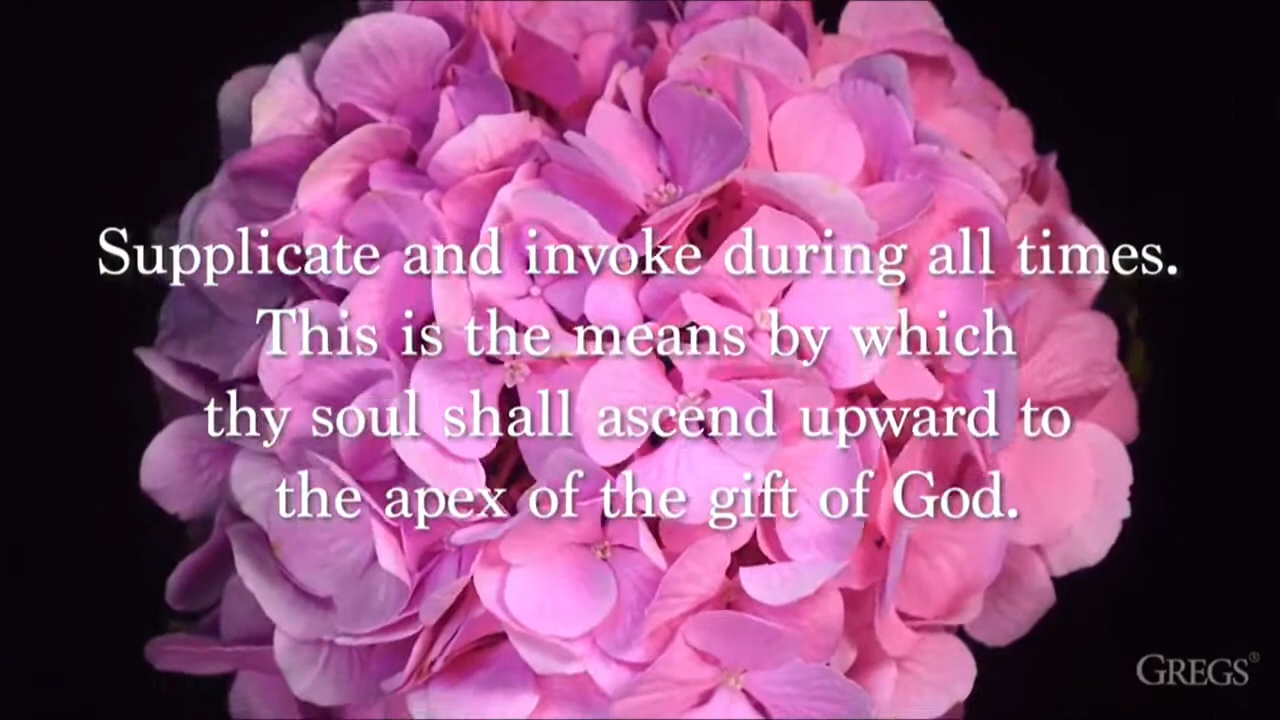 Supplicate and invoke during all times.
This is the means by which
thy soul shall ascend upward to
the apex of the gift of God.
GREGS®